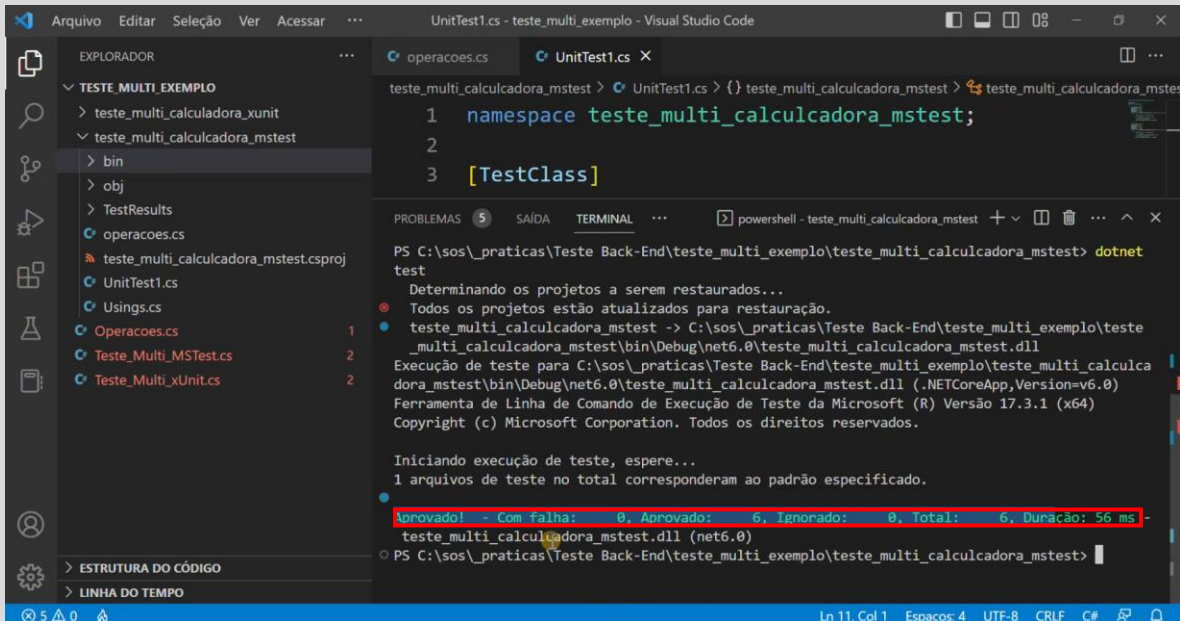 Arquivo Editar Seleção Ver Acessar ···
UnitTest1.cs - teste_multi_exemplo - Visual Studio Code
EXPLORADOR
TESTE_MULTI_EXEMPLO
teste_multi_calculadora_xunit
teste_multi_calculcadora_mstest
bin
obj
TestResults
operacoes.cs
teste_multi_calculcadora_mstest.csproj
UnitTest1.cs
Usings.cs
Operacoes.cs 1
Teste_Multi_MSTest.cs 2
Teste_Multi_xUnit.cs 2
ESTRUTURA DO CÓDIGO
LINHA DO TEMPO
operacoes.cs
UnitTest1.cs
teste_multi_calculcadora_mstest > UnitTest1.cs > {} teste_multi_calculcadora_mstest > teste_multi_calculcadora_mstes
1 namespace teste_multi_calculcadora_mstest;
2
3 [TestClass]
PROBLEMAS 5 SAÍDA TERMINAL ··· powershell - teste_multi_calculcadora_mstest
PS C:\sos\_praticas\Teste Back-End\teste_multi_exemplo\teste_multi_calculcadora_mstest> dotnet
test
Determinando os projetos a serem restaurados...
Todos os projetos estão atualizados para restauração.
teste_multi_calculcadora_mstest -> C:\sos\_praticas\Teste Back-End\teste_multi_exemplo\teste
_multi_calculcadora_mstest\bin\Debug\net6.0\teste_multi_calculcadora_mstest.dll
Execução de teste para C:\sos\_praticas\Teste Back-End\teste_multi_exemplo\teste_multi_calculca
dora_mstest\bin\Debug\net6.0\teste_multi_calculcadora_mstest.dll (.NETCoreApp,Version=v6.0)
Ferramenta de Linha de Comando de Execução de Teste da Microsoft (R) Versão 17.3.1 (x64)
Copyright (c) Microsoft Corporation. Todos os direitos reservados.
Iniciando execução de teste, espere...
1 arquivos de teste no total corresponderam ao padrão especificado.
Aprovado! - Com falha: 0, Aprovado: 6, Ignorado: 0, Total: 6, Duração: 56 ms -
teste_multi_calculcadora_mstest.dll (net6.0)
PS C:\sos\_praticas\Teste Back-End\teste_multi_exemplo\teste_multi_calculcadora_mstest>
5 0
Ln 11, Col 1 Espaços: 4 UTF-8 CRLF C#